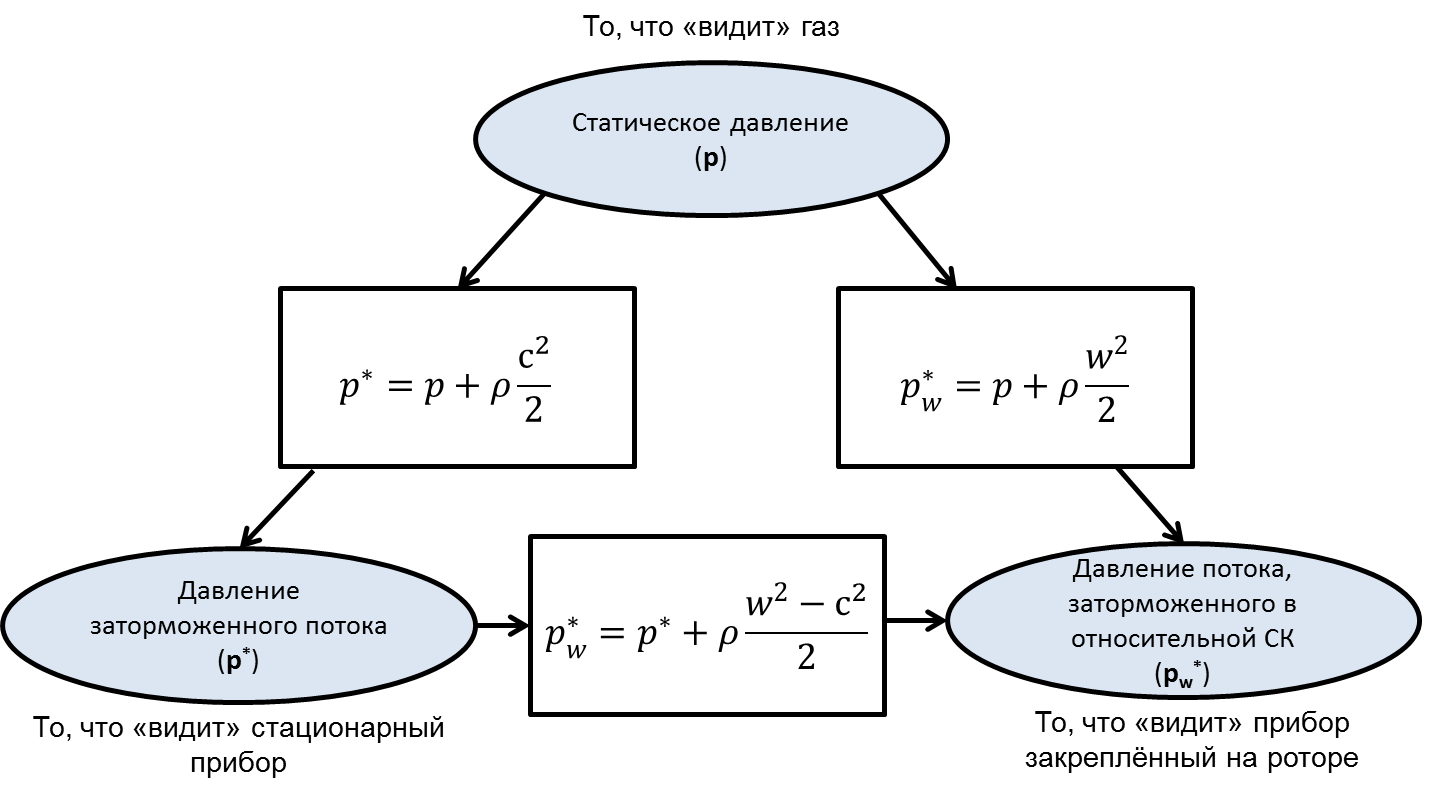 То, что «видит» газ
Статическое давление
(p)
p* = p + ρ c²/2
p*_w = p + ρ w²/2
Давление
заторможенного потока
(p*)
p*_w = p* + ρ (w² − c²)/2
Давление потока,
заторможенного в
относительной СК
(p_w*)
То, что «видит» стационарный
прибор
То, что «видит» прибор
закреплённый на роторе